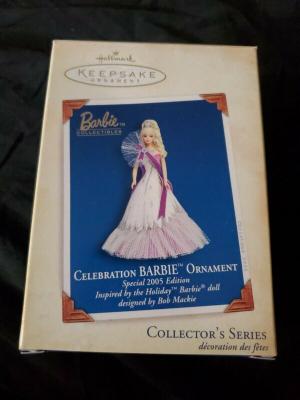 Hallmark
KEEPSAKE
ORNAMENT
Barbie™
COLLECTIBLES
CELEBRATION BARBIE™ ORNAMENT
Special 2005 Edition
Inspired by the Holiday™ Barbie® doll
designed by Bob Mackie
COLLECTOR'S SERIES
décoration des fêtes